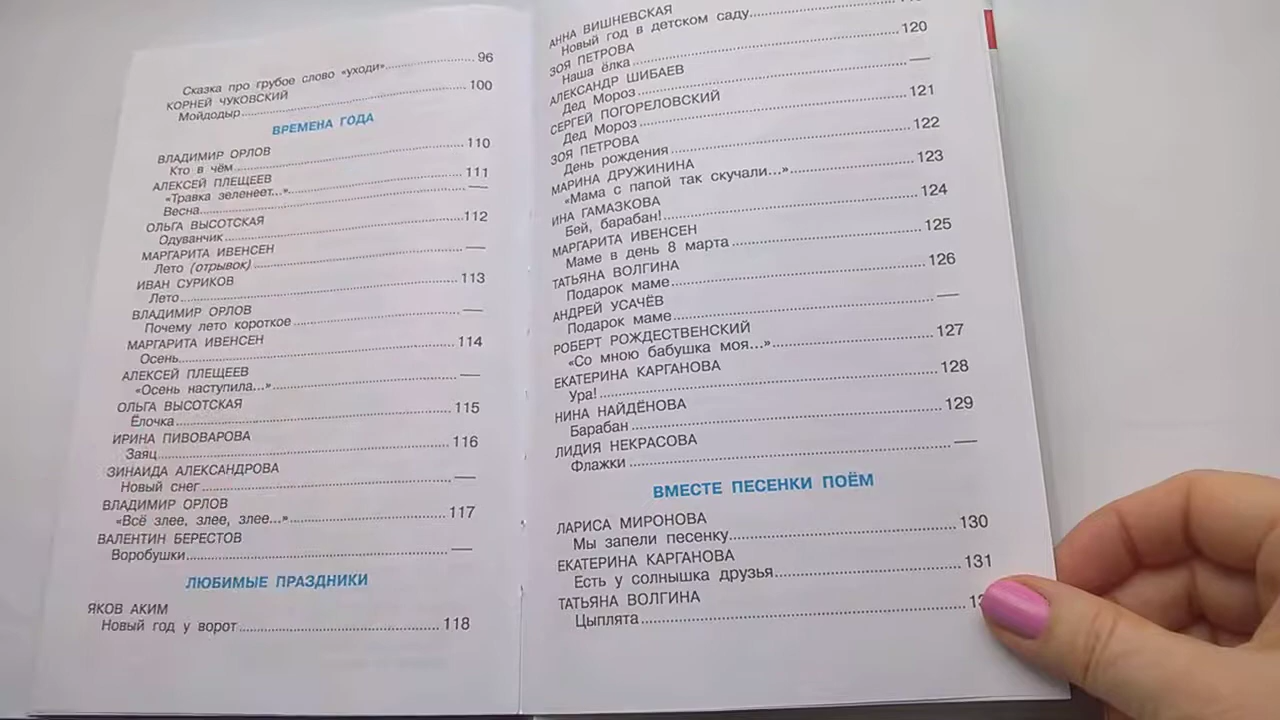 Сказка про грубое слово «уходи».......... 96
КОРНЕЙ ЧУКОВСКИЙ
Мойдодыр.......... 100
ВРЕМЕНА ГОДА
ВЛАДИМИР ОРЛОВ
Кто в чём.......... 110
АЛЕКСЕЙ ПЛЕЩЕЕВ
«Травка зеленеет...».......... 111
Весна.......... —
ОЛЬГА ВЫСОТСКАЯ
Одуванчик.......... 112
МАРГАРИТА ИВЕНСЕН
Лето (отрывок).......... —
ИВАН СУРИКОВ
Лето.......... 113
ВЛАДИМИР ОРЛОВ
Почему лето короткое.......... —
МАРГАРИТА ИВЕНСЕН
Осень.......... 114
АЛЕКСЕЙ ПЛЕЩЕЕВ
«Осень наступила...».......... —
ОЛЬГА ВЫСОТСКАЯ
Ёлочка.......... 115
ИРИНА ПИВОВАРОВА
Заяц.......... 116
ЗИНАИДА АЛЕКСАНДРОВА
Новый снег.......... —
ВЛАДИМИР ОРЛОВ
«Всё злее, злее, злее...».......... 117
ВАЛЕНТИН БЕРЕСТОВ
Воробушки.......... —
ЛЮБИМЫЕ ПРАЗДНИКИ
ЯКОВ АКИМ
Новый год у ворот.......... 118
АННА ВИШНЕВСКАЯ
Новый год в детском саду..........
ЗОЯ ПЕТРОВА
Наша ёлка.......... 120
АЛЕКСАНДР ШИБАЕВ
Дед Мороз.......... —
СЕРГЕЙ ПОГОРЕЛОВСКИЙ
Дед Мороз.......... 121
ЗОЯ ПЕТРОВА
День рождения.......... 122
МАРИНА ДРУЖИНИНА
«Мама с папой так скучали...».......... 123
ИНА ГАМАЗКОВА
Бей, барабан!.......... 124
МАРГАРИТА ИВЕНСЕН
Маме в день 8 марта.......... 125
ТАТЬЯНА ВОЛГИНА
Подарок маме.......... 126
АНДРЕЙ УСАЧЁВ
Подарок маме.......... —
РОБЕРТ РОЖДЕСТВЕНСКИЙ
«Со мною бабушка моя...».......... 127
ЕКАТЕРИНА КАРГАНОВА
Ура!.......... 128
НИНА НАЙДЁНОВА
Барабан.......... 129
ЛИДИЯ НЕКРАСОВА
Флажки.......... —
ВМЕСТЕ ПЕСЕНКИ ПОЁМ
ЛАРИСА МИРОНОВА
Мы запели песенку.......... 130
ЕКАТЕРИНА КАРГАНОВА
Есть у солнышка друзья.......... 131
ТАТЬЯНА ВОЛГИНА
Цыплята..........